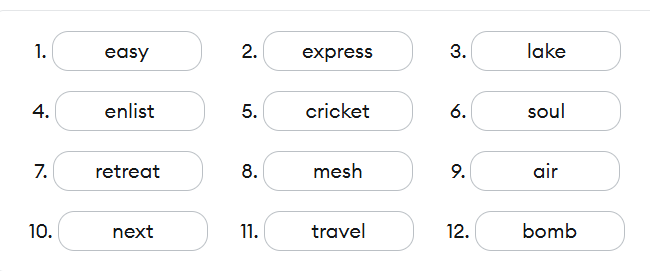 1. easy 2. express 3. lake
4. enlist 5. cricket 6. soul
7. retreat 8. mesh 9. air
10. next 11. travel 12. bomb